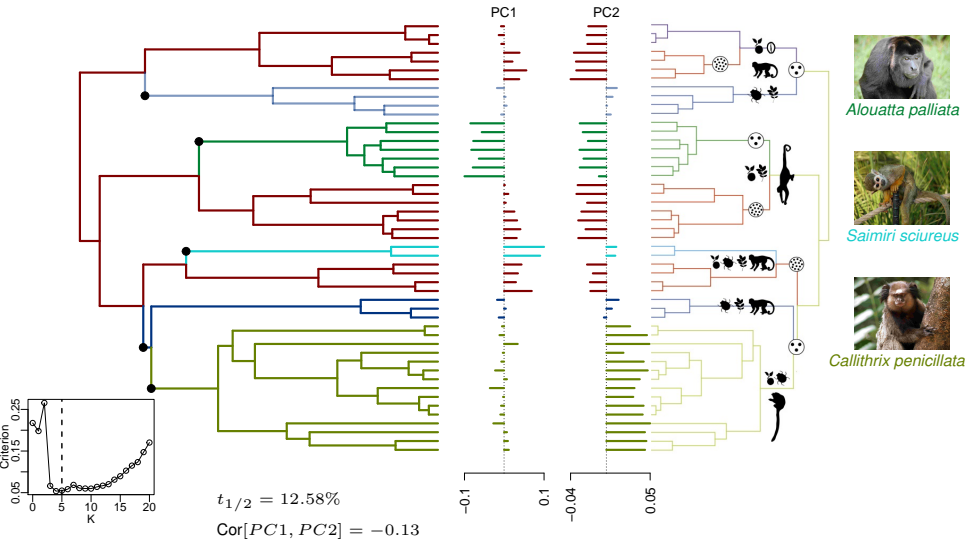 PC1
PC2
Alouatta palliata
Saimiri sciureus
Callithrix penicillata
Criterion
0.05
0.15
0.25
0
5
10
15
20
K
t1/2 = 12.58%
Cor[PC1, PC2] = −0.13
−0.1
0.1
−0.04
0.05